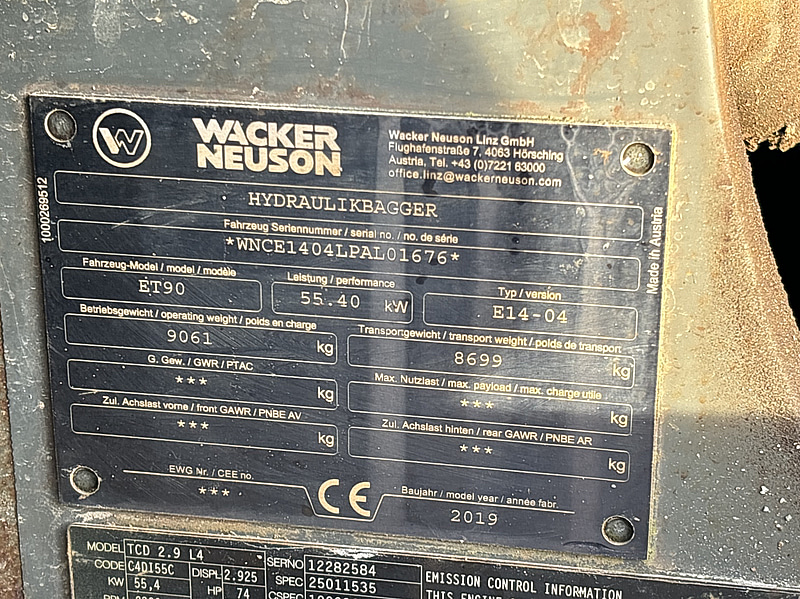 W
WACKER
NEUSON
Wacker Neuson Linz GmbH
Flughafenstraße 7, 4063 Hörsching
Austria, Tel. +43 (0)7221 63000
office.linz@wackerneuson.com
1000269512
Made in Austria
HYDRAULIKBAGGER
Fahrzeug Seriennummer / serial no. / no. de série
*WNCE1404LPAL01676*
Fahrzeug-Model / model / modèle
ET90
Leistung / performance
55.40 kW
Typ / version
E14-04
Betriebsgewicht / operating weight / poids en charge
9061 kg
Transportgewicht / transport weight / poids de transport
8699 kg
G. Gew. / GWR / PTAC
*** kg
Max. Nutzlast / max. payload / max. charge utile
*** kg
Zul. Achslast vorne / front GAWR / PNBE AV
*** kg
Zul. Achslast hinten / rear GAWR / PNBE AR
*** kg
EWG Nr. / CEE no.
***
CE
Baujahr / model year / année fabr.
2019
MODEL TCD 2.9 L4
CODE C4DI55C
DISPL 2.925
KW 55,4
HP 74
SERNO 12282584
SPEC 25011535
EMISSION CONTROL INFORMATION